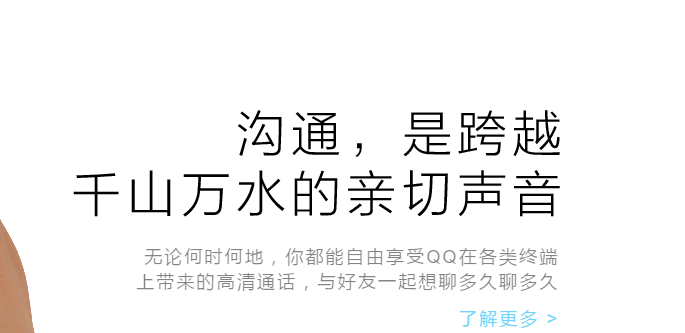 沟通，是跨越
千山万水的亲切声音
无论何时何地，你都能自由享受QQ在各类终端
上带来的高清通话，与好友一起想聊多久聊多久
了解更多 >